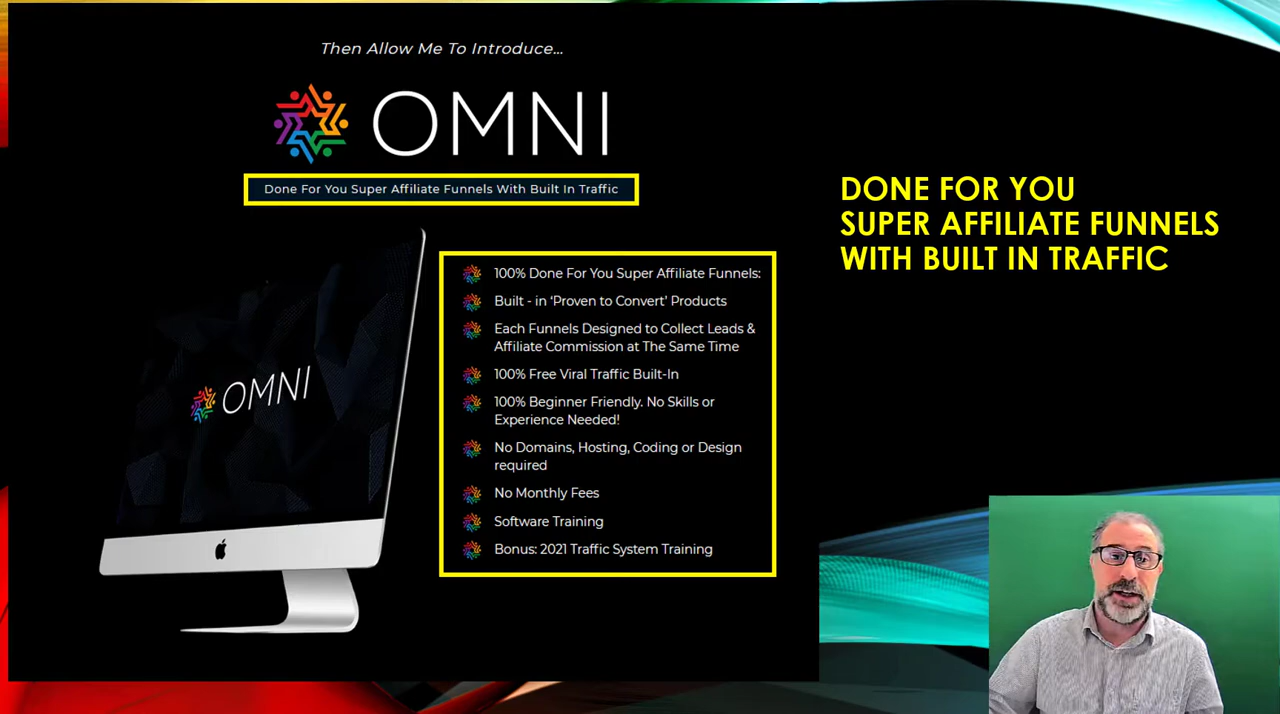 Then Allow Me To Introduce...
OMNI
Done For You Super Affiliate Funnels With Built In Traffic
DONE FOR YOU
SUPER AFFILIATE FUNNELS
WITH BUILT IN TRAFFIC
OMNI
100% Done For You Super Affiliate Funnels:
Built - in ‘Proven to Convert’ Products
Each Funnels Designed to Collect Leads &
Affiliate Commission at The Same Time
100% Free Viral Traffic Built-In
100% Beginner Friendly. No Skills or
Experience Needed!
No Domains, Hosting, Coding or Design
required
No Monthly Fees
Software Training
Bonus: 2021 Traffic System Training